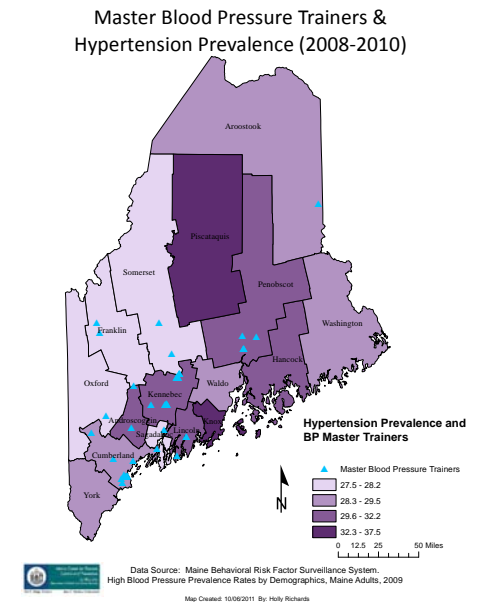 Master Blood Pressure Trainers &
Hypertension Prevalence (2008-2010)
Aroostook
Piscataquis
Somerset
Penobscot
Washington
Franklin
Hancock
Oxford
Waldo
Kennebec
Knox
Androscoggin
Lincoln
Sagadahoc
Cumberland
York
Hypertension Prevalence and
BP Master Trainers
Master Blood Pressure Trainers
27.5 - 28.2
28.3 - 29.5
29.6 - 32.2
32.3 - 37.5
N
0 12.5 25 50 Miles
Data Source: Maine Behavioral Risk Factor Surveillance System.
High Blood Pressure Prevalence Rates by Demographics, Maine Adults, 2009
Map Created: 10/06/2011 By: Holly Richards